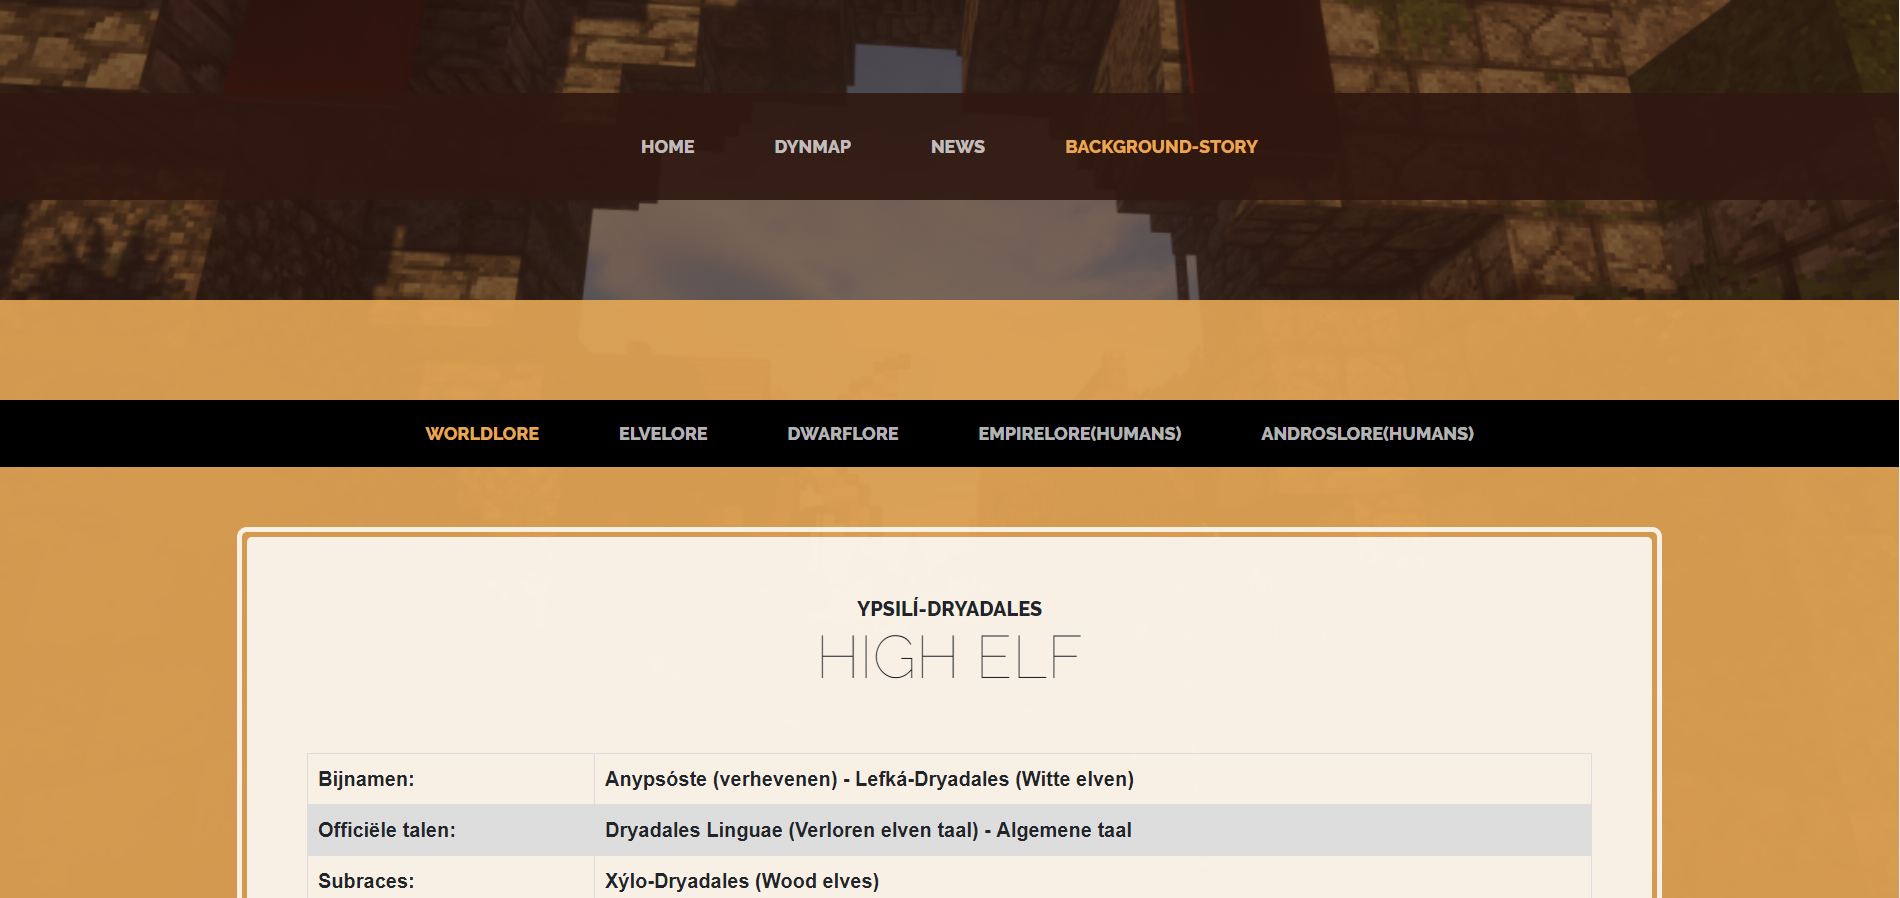 HOME DYNMAP NEWS BACKGROUND-STORY
WORLDLORE ELVELORE DWARFLORE EMPIRELORE(HUMANS) ANDROSLORE(HUMANS)
YPSILÍ-DRYADALES
HIGH ELF
Bijnamen: Anypsóste (verhevenen) - Lefká-Dryadales (Witte elven)
Officiële talen: Dryadales Linguae (Verloren elven taal) - Algemene taal
Subraces: Xýlo-Dryadales (Wood elves)